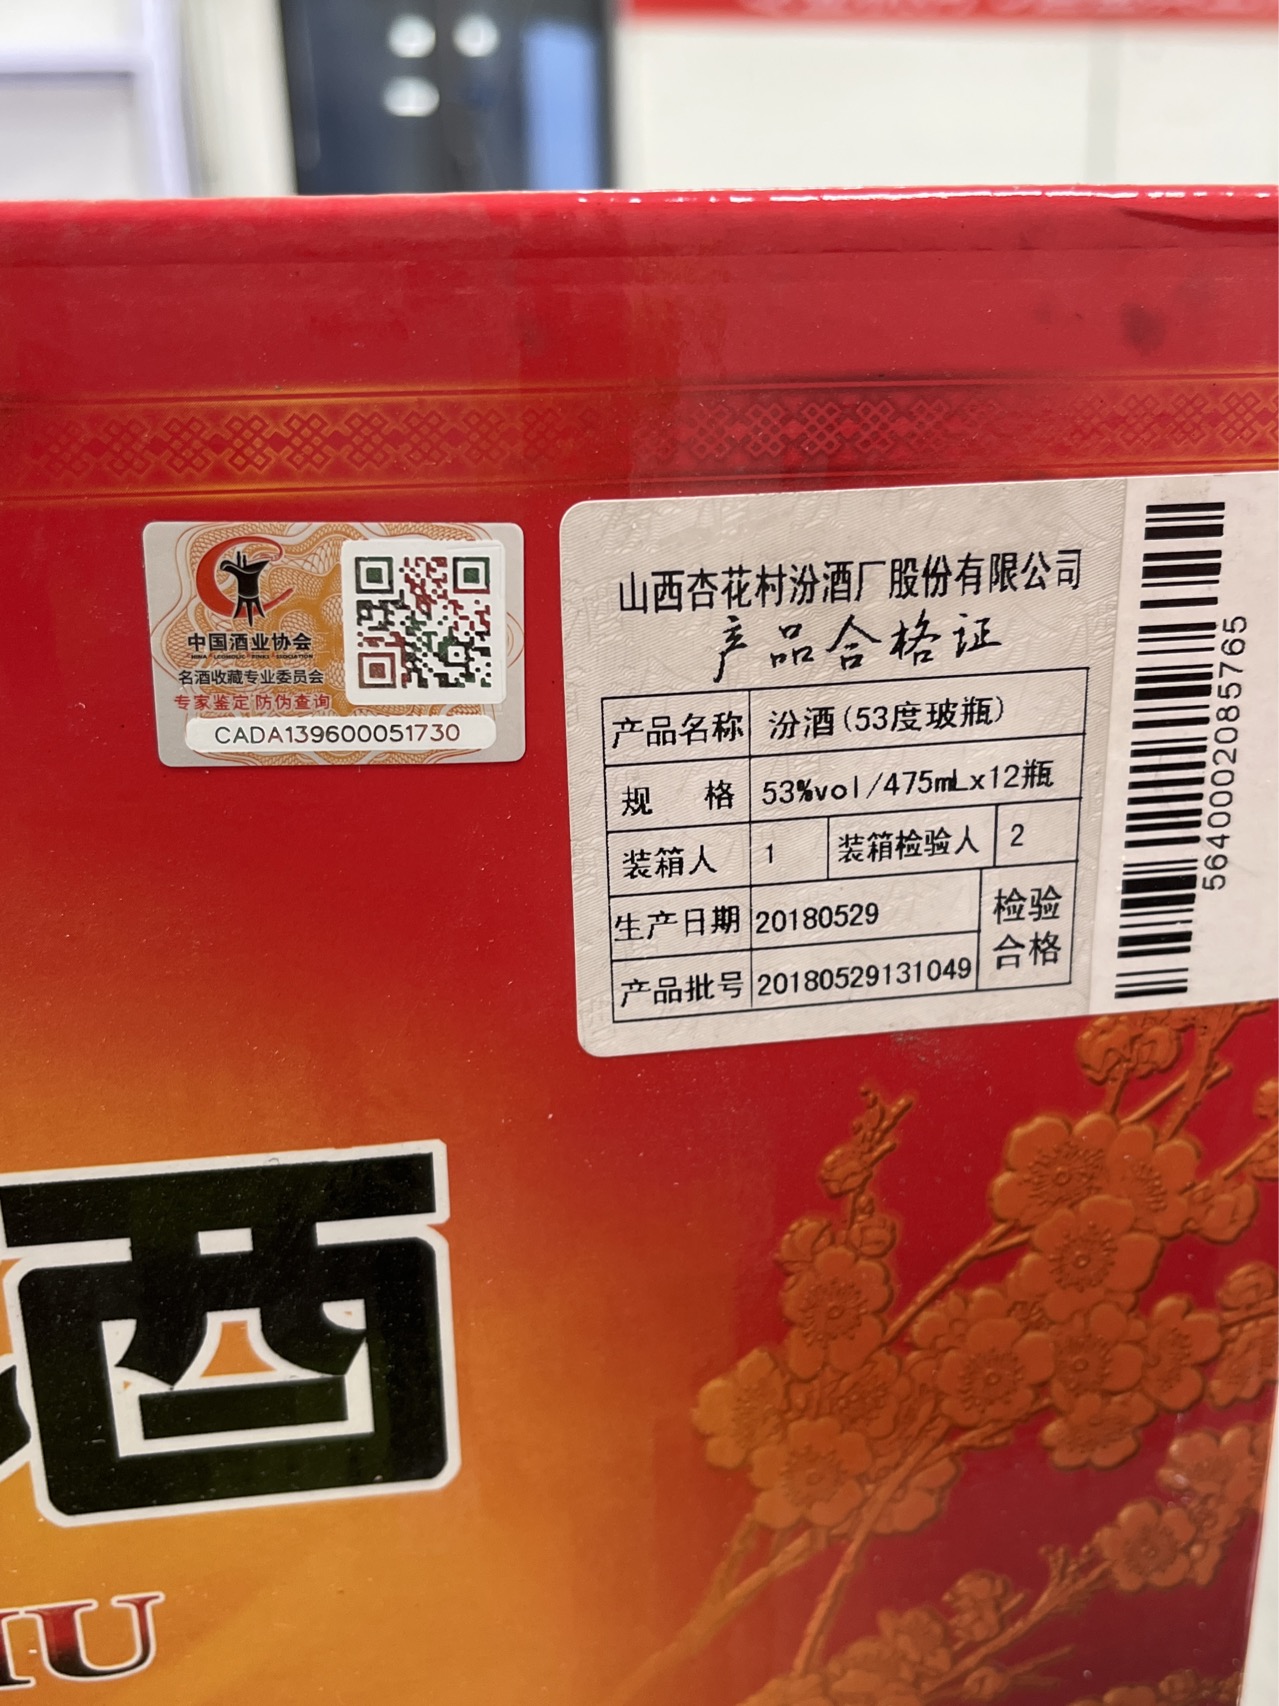 中国酒业协会
名酒收藏专业委员会
专家鉴定 防伪查询
CADA139600051730
山西杏花村汾酒厂股份有限公司
产品合格证
产品名称 汾酒(53度玻瓶)
规 格 53%vol/475mLx12瓶
装箱人 1 装箱检验人 2
生产日期 20180529 检验合格
产品批号 20180529131049
5640002085765
酒
IU